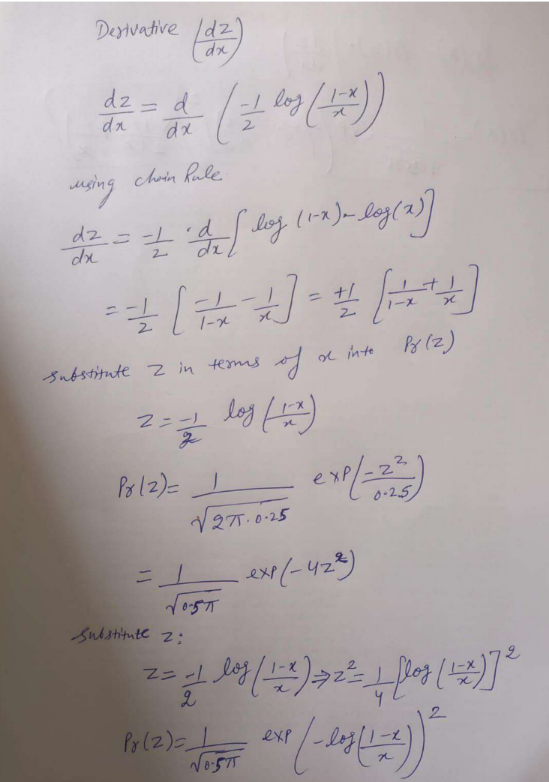 Derivative (dz/dx)
dz/dx = d/dx (-1/2 log((1-x)/x))
using chain Rule
dz/dx = -1/2 · d/dx [log (1-x) - log(x)]
= -1/2 [-1/(1-x) - 1/x] = +1/2 [1/(1-x) + 1/x]
Substitute z in terms of x into Pr(z)
z = -1/2 log((1-x)/x)
Pr(z) = 1/√(2π·0.25) exp(-z²/0.25)
= 1/√(0.5π) exp(-4z²)
Substitute z:
z = -1/2 log((1-x)/x) ⇒ z² = 1/4 [log((1-x)/x)]²
Pr(z) = 1/√(0.5π) exp(-log((1-x)/x))²